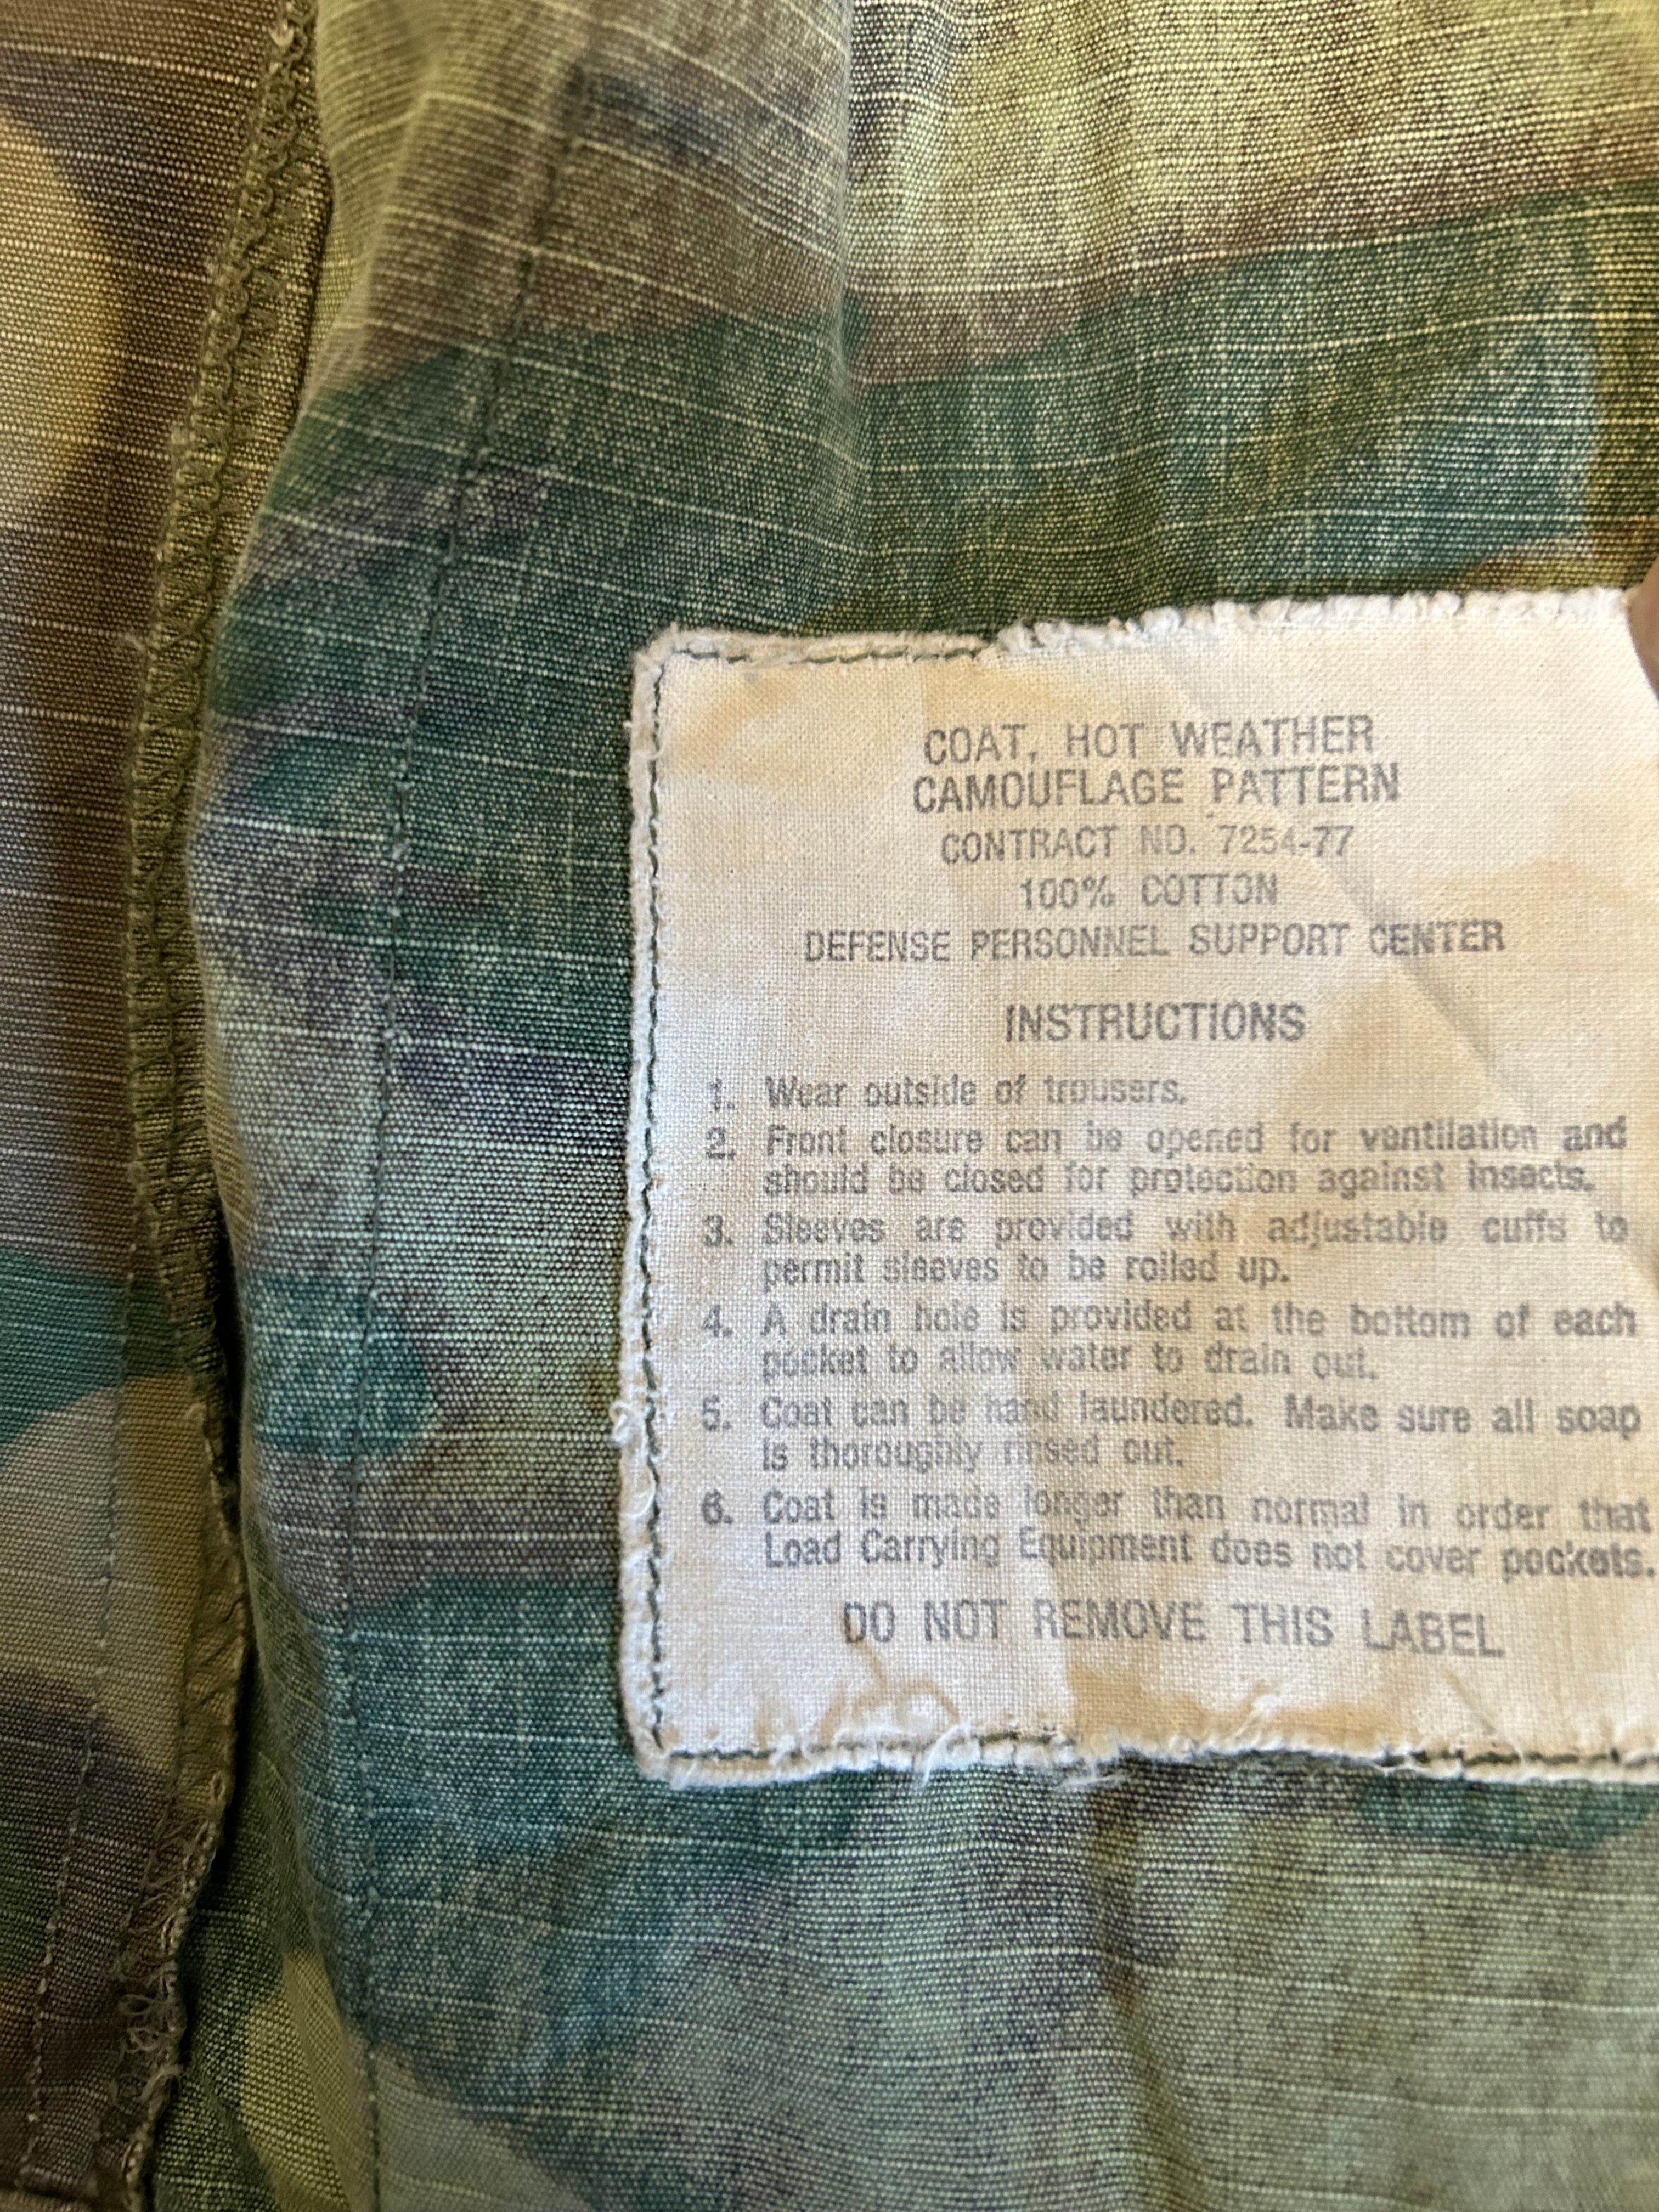 COAT, HOT WEATHER
CAMOUFLAGE PATTERN
CONTRACT NO. 7254-77
100% COTTON
DEFENSE PERSONNEL SUPPORT CENTER
INSTRUCTIONS
1. Wear outside of trousers.
2. Front closure can be opened for ventilation and
should be closed for protection against insects.
3. Sleeves are provided with adjustable cuffs to
permit sleeves to be rolled up.
4. A drain hole is provided at the bottom of each
pocket to allow water to drain out.
5. Coat can be hand laundered. Make sure all soap
is thoroughly rinsed out.
6. Coat is made longer than normal in order that
Load Carrying Equipment does not cover pockets.
DO NOT REMOVE THIS LABEL